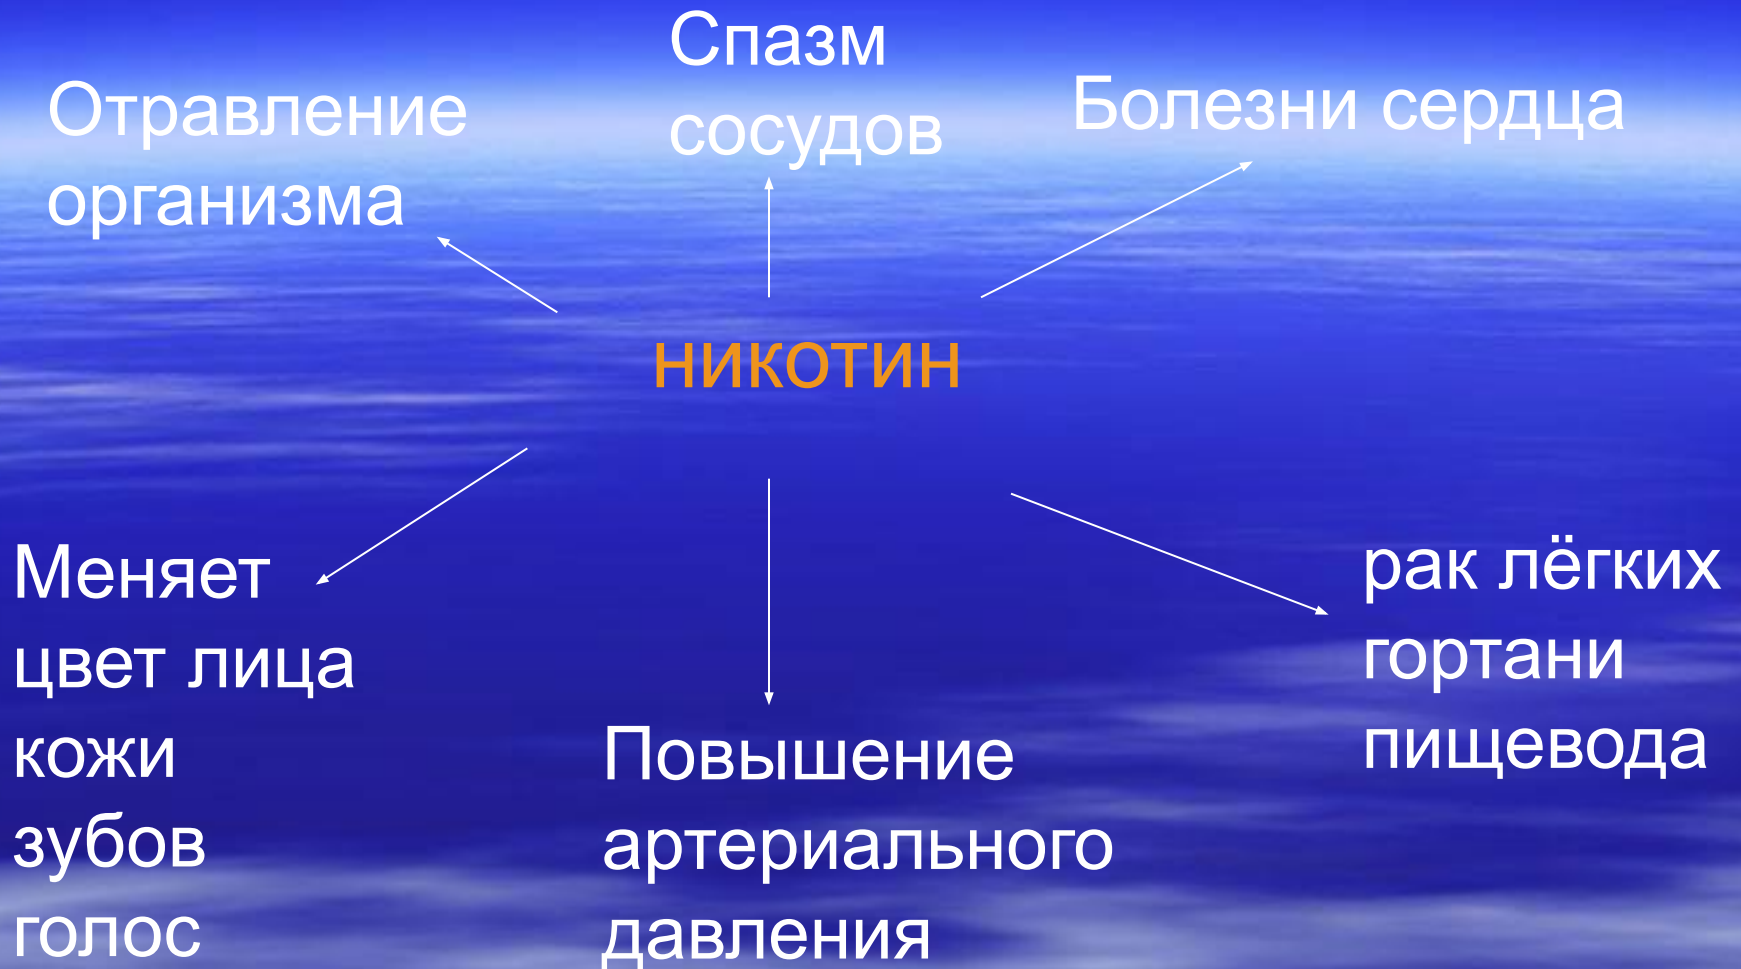 Отравление
организма
Спазм
сосудов
Болезни сердца
никотин
Меняет
цвет лица
кожи
зубов
голос
Повышение
артериального
давления
рак лёгких
гортани
пищевода